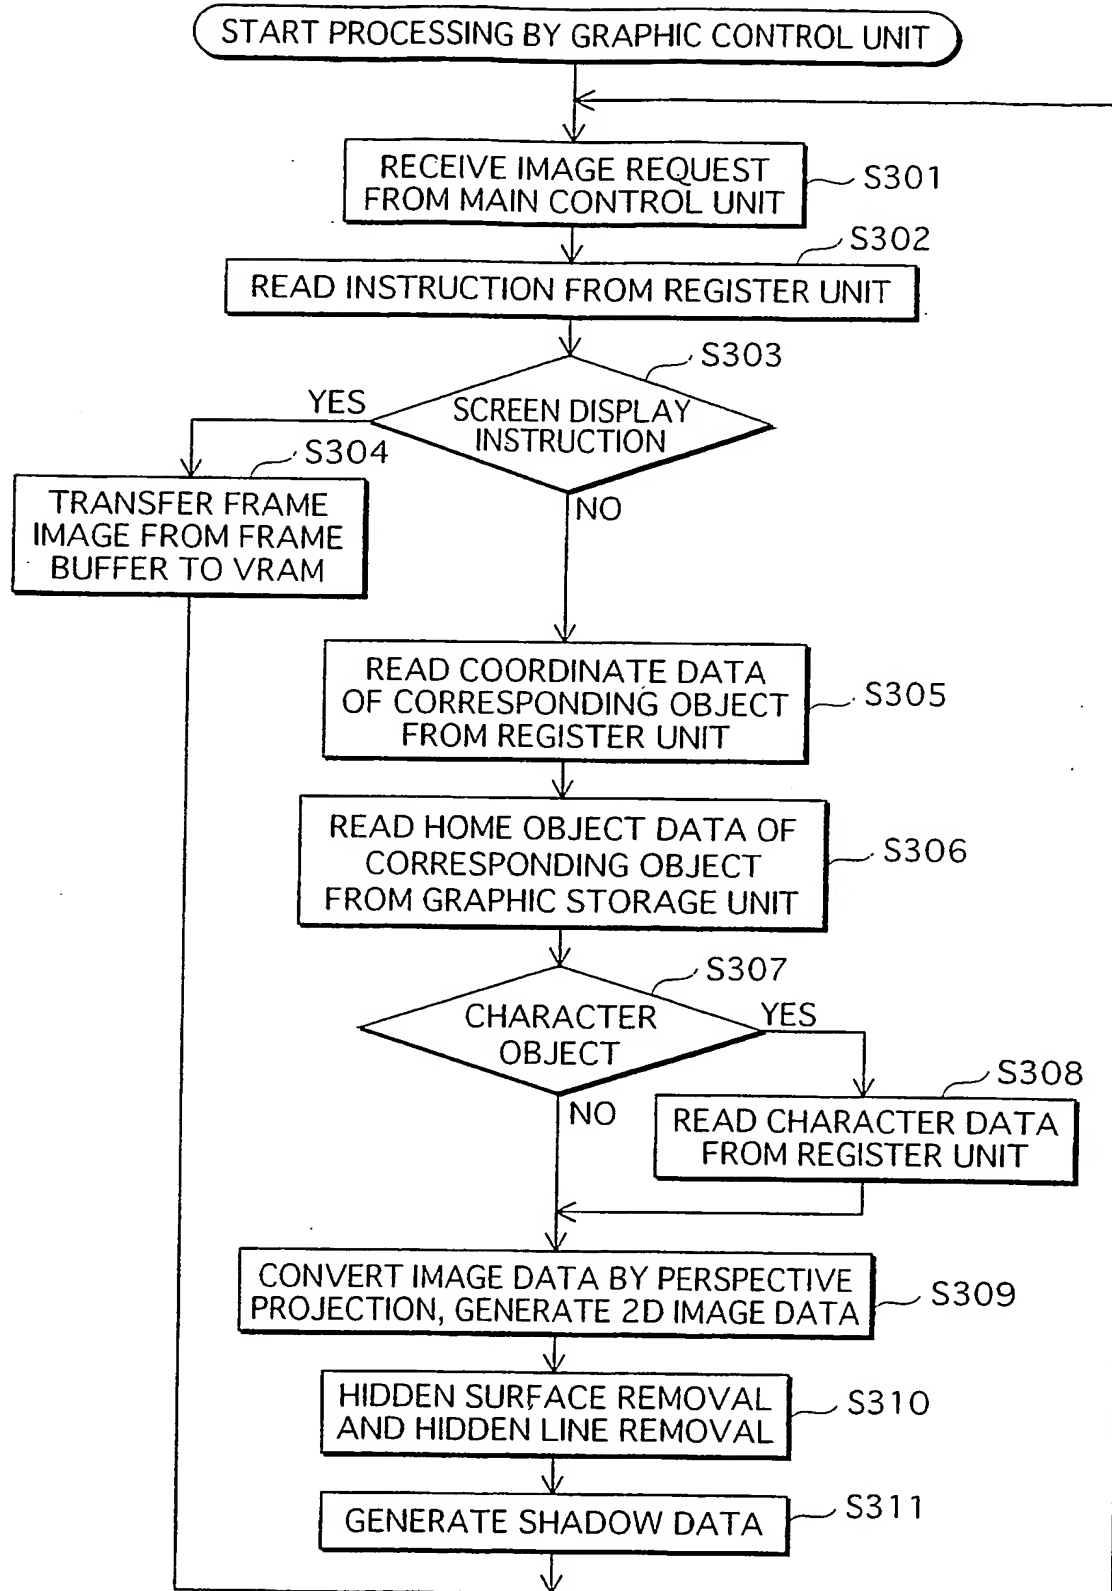 START PROCESSING BY GRAPHIC CONTROL UNIT
RECEIVE IMAGE REQUEST
FROM MAIN CONTROL UNIT
S301
S302
READ INSTRUCTION FROM REGISTER UNIT
S303
YES
SCREEN DISPLAY
INSTRUCTION
S304
TRANSFER FRAME
IMAGE FROM FRAME
BUFFER TO VRAM
NO
READ COORDINATE DATA
OF CORRESPONDING OBJECT
FROM REGISTER UNIT
S305
READ HOME OBJECT DATA OF
CORRESPONDING OBJECT
FROM GRAPHIC STORAGE UNIT
S306
S307
CHARACTER
OBJECT
YES
S308
NO
READ CHARACTER DATA
FROM REGISTER UNIT
CONVERT IMAGE DATA BY PERSPECTIVE
PROJECTION, GENERATE 2D IMAGE DATA
S309
HIDDEN SURFACE REMOVAL
AND HIDDEN LINE REMOVAL
S310
GENERATE SHADOW DATA
S311